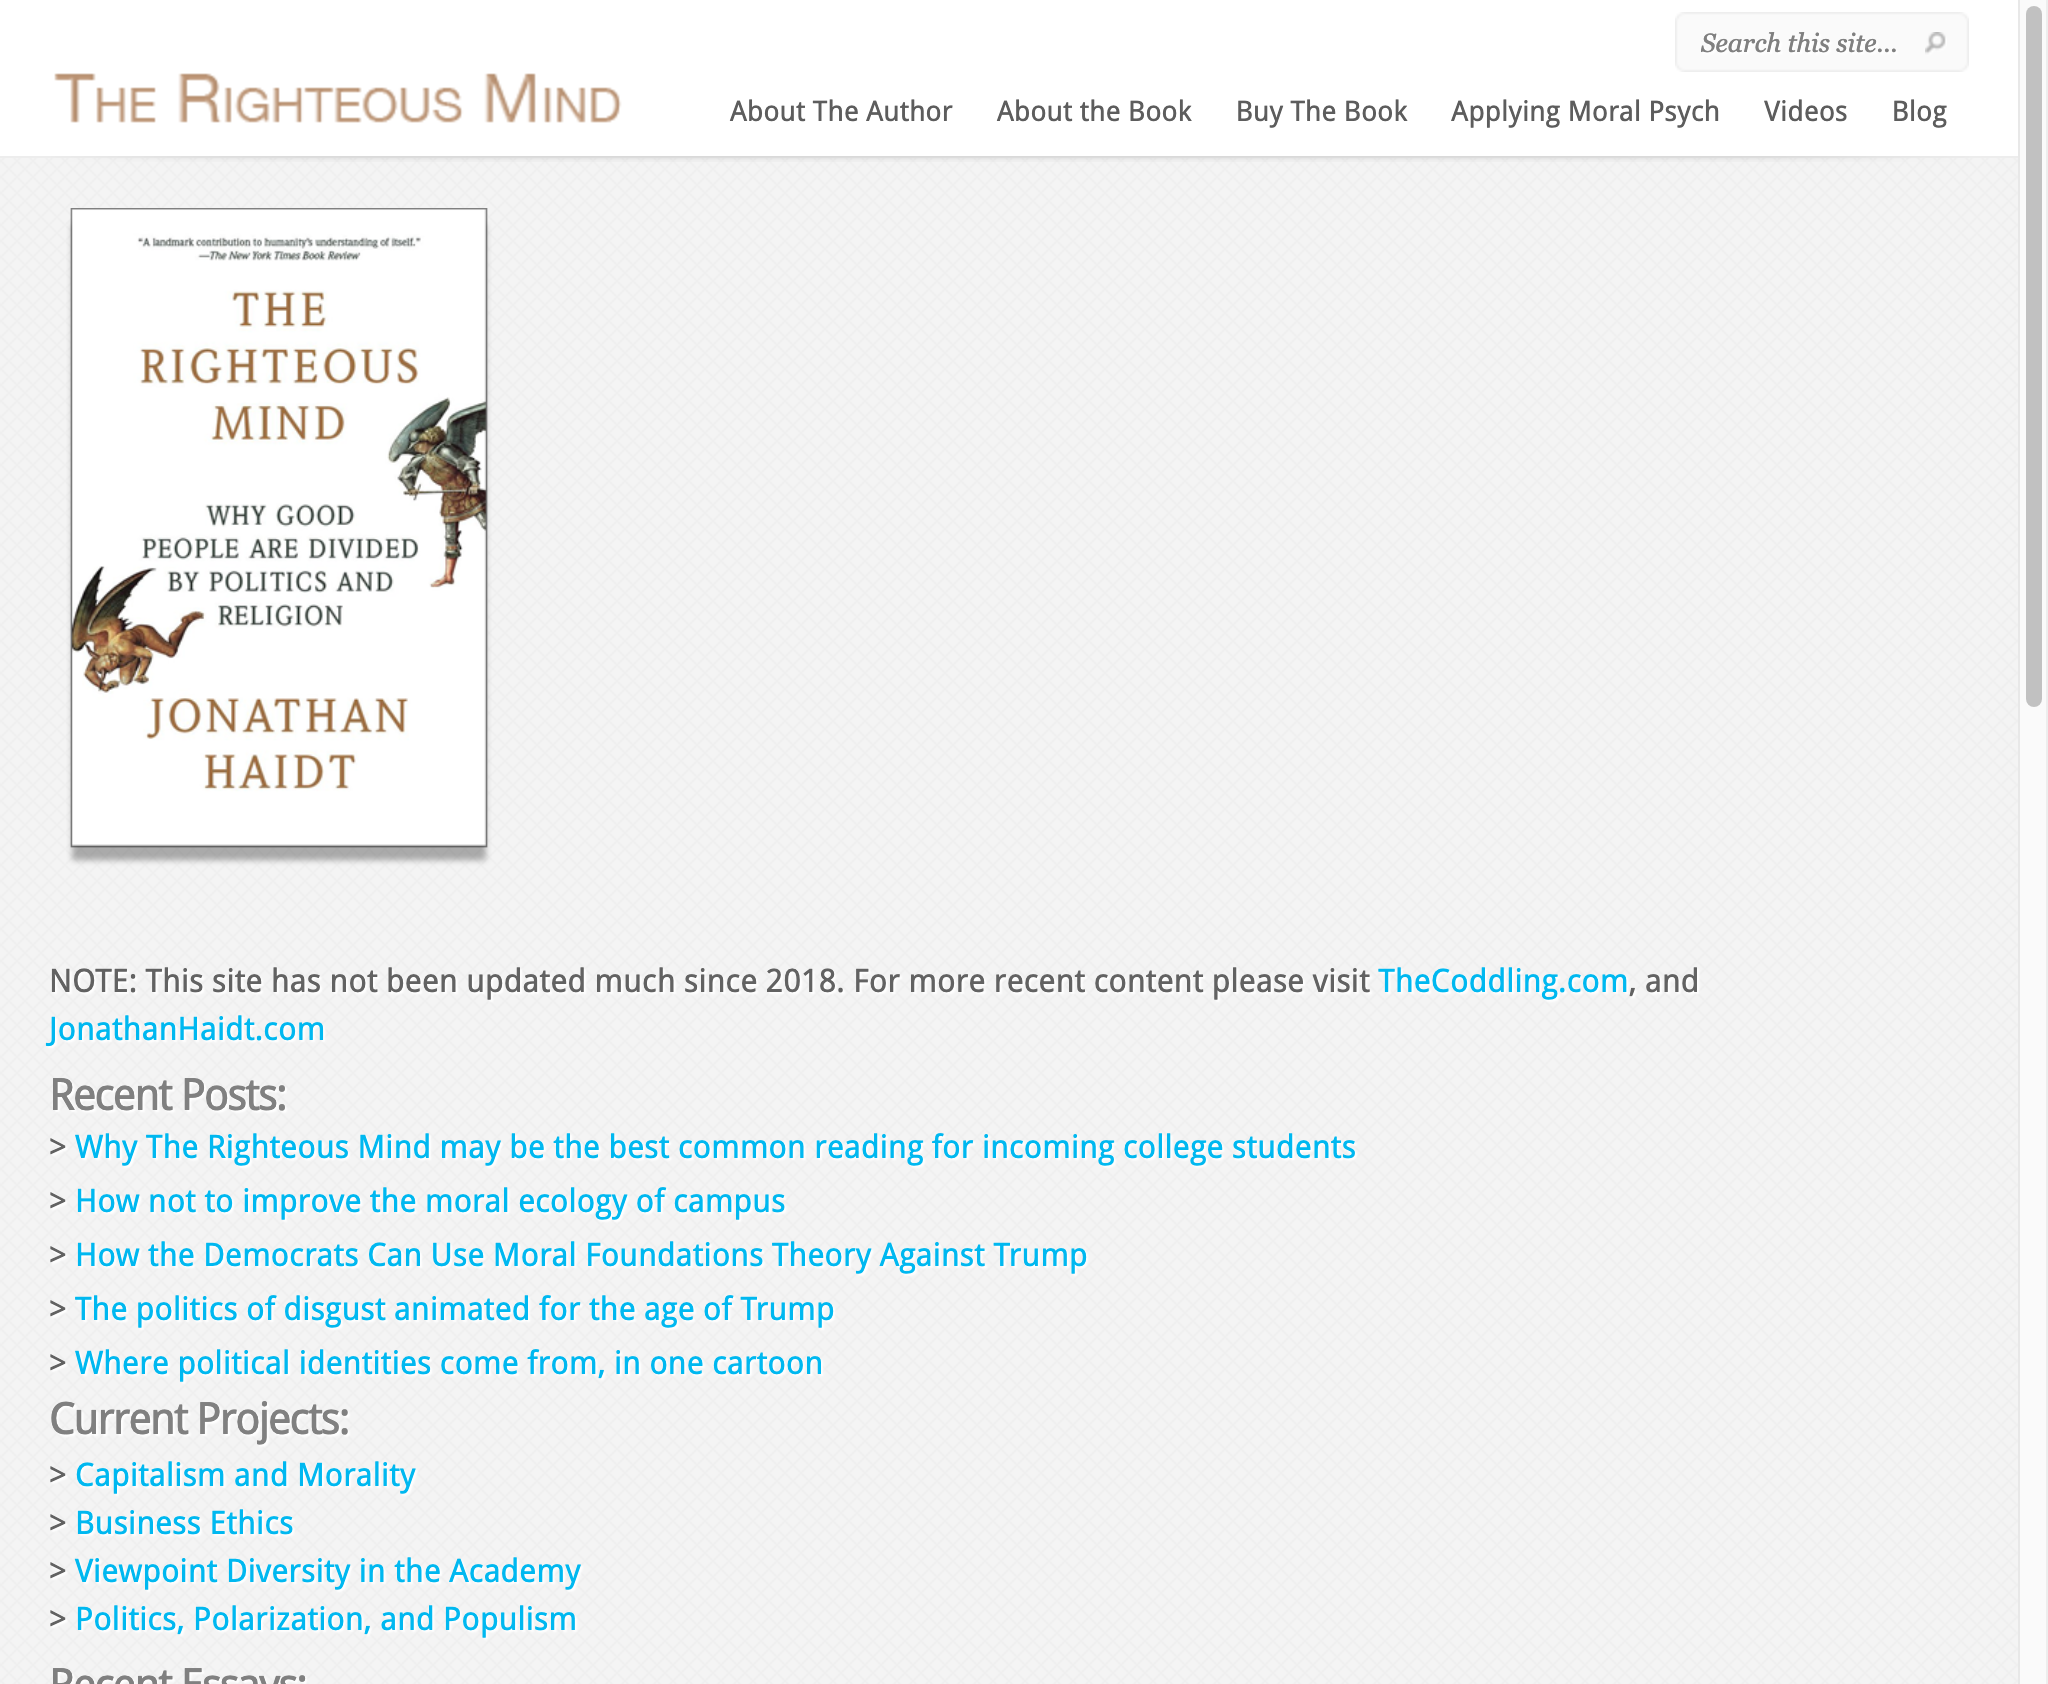 Search this site...
THE RIGHTEOUS MIND
About The Author About the Book Buy The Book Applying Moral Psych Videos Blog
"A landmark contribution to humanity's understanding of itself."
—The New York Times Book Review
THE
RIGHTEOUS
MIND
WHY GOOD
PEOPLE ARE DIVIDED
BY POLITICS AND
RELIGION
JONATHAN
HAIDT
NOTE: This site has not been updated much since 2018. For more recent content please visit TheCoddling.com, and
JonathanHaidt.com
Recent Posts:
> Why The Righteous Mind may be the best common reading for incoming college students
> How not to improve the moral ecology of campus
> How the Democrats Can Use Moral Foundations Theory Against Trump
> The politics of disgust animated for the age of Trump
> Where political identities come from, in one cartoon
Current Projects:
> Capitalism and Morality
> Business Ethics
> Viewpoint Diversity in the Academy
> Politics, Polarization, and Populism
Recent Essays: